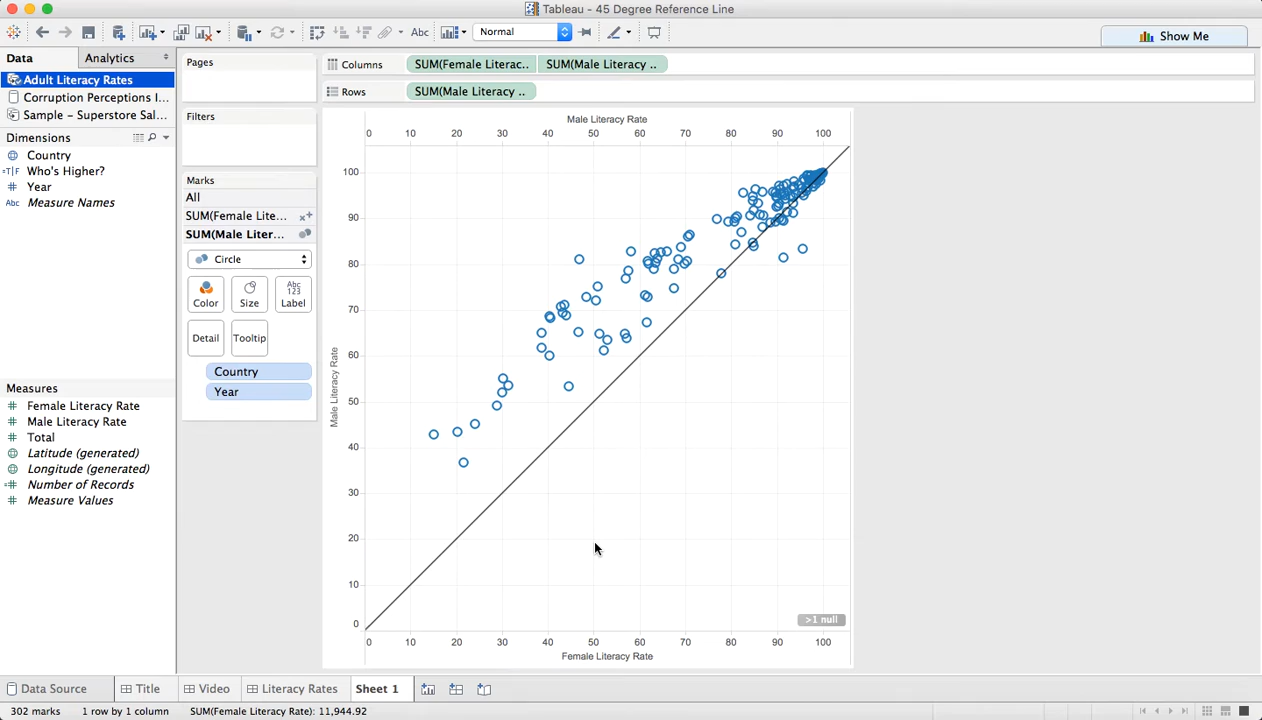 Tableau - 45 Degree Reference Line
Abc
Normal
Show Me
Data
Analytics
Adult Literacy Rates
Corruption Perceptions I...
Sample – Superstore Sal...
Dimensions
Country
=T|F Who's Higher?
# Year
Abc Measure Names
Measures
# Female Literacy Rate
# Male Literacy Rate
# Total
Latitude (generated)
Longitude (generated)
=# Number of Records
# Measure Values
Pages
Filters
Marks
All
SUM(Female Lite...
SUM(Male Liter...
Circle
Color
Size
Abc
123
Label
Detail
Tooltip
Country
Year
Columns
SUM(Female Literac..
SUM(Male Literacy ..
Rows
SUM(Male Literacy ..
Male Literacy Rate
0 10 20 30 40 50 60 70 80 90 100
100
90
80
70
60
50
40
30
20
10
0
Male Literacy Rate
>1 null
0 10 20 30 40 50 60 70 80 90 100
Female Literacy Rate
Data Source
Title
Video
Literacy Rates
Sheet 1
302 marks
1 row by 1 column
SUM(Female Literacy Rate): 11,944.92